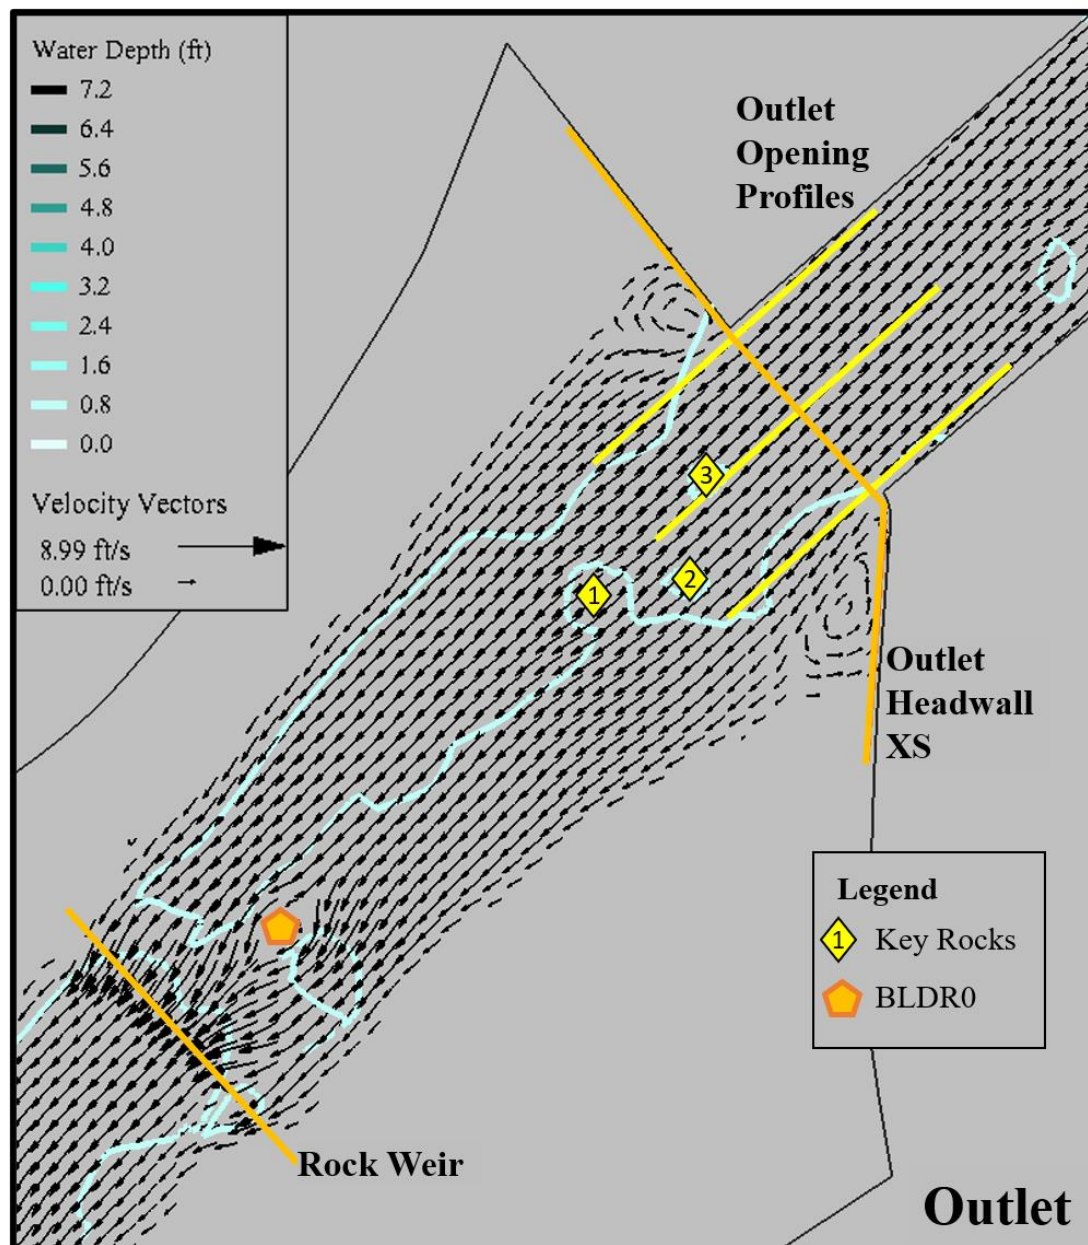 Water Depth (ft)
7.2
6.4
5.6
4.8
4.0
3.2
2.4
1.6
0.8
0.0
Velocity Vectors
8.99 ft/s
0.00 ft/s
Outlet
Opening
Profiles
3
2
1
Outlet
Headwall
XS
Legend
1 Key Rocks
BLDR0
Rock Weir
Outlet